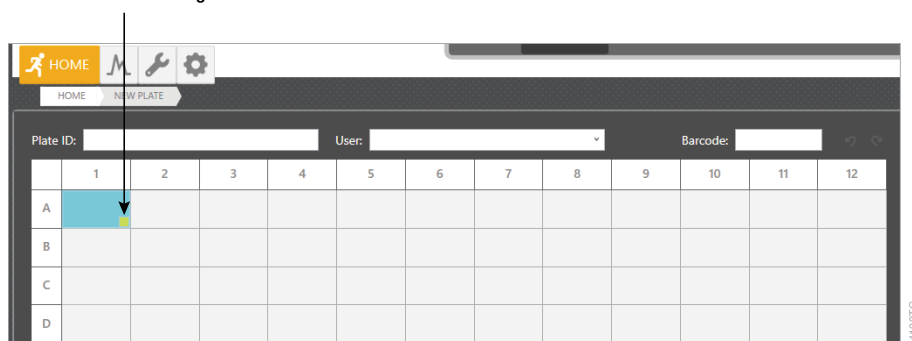 HOME
HOME NEW PLATE
Plate ID: User: Barcode:
1 2 3 4 5 6 7 8 9 10 11 12
A
B
C
D